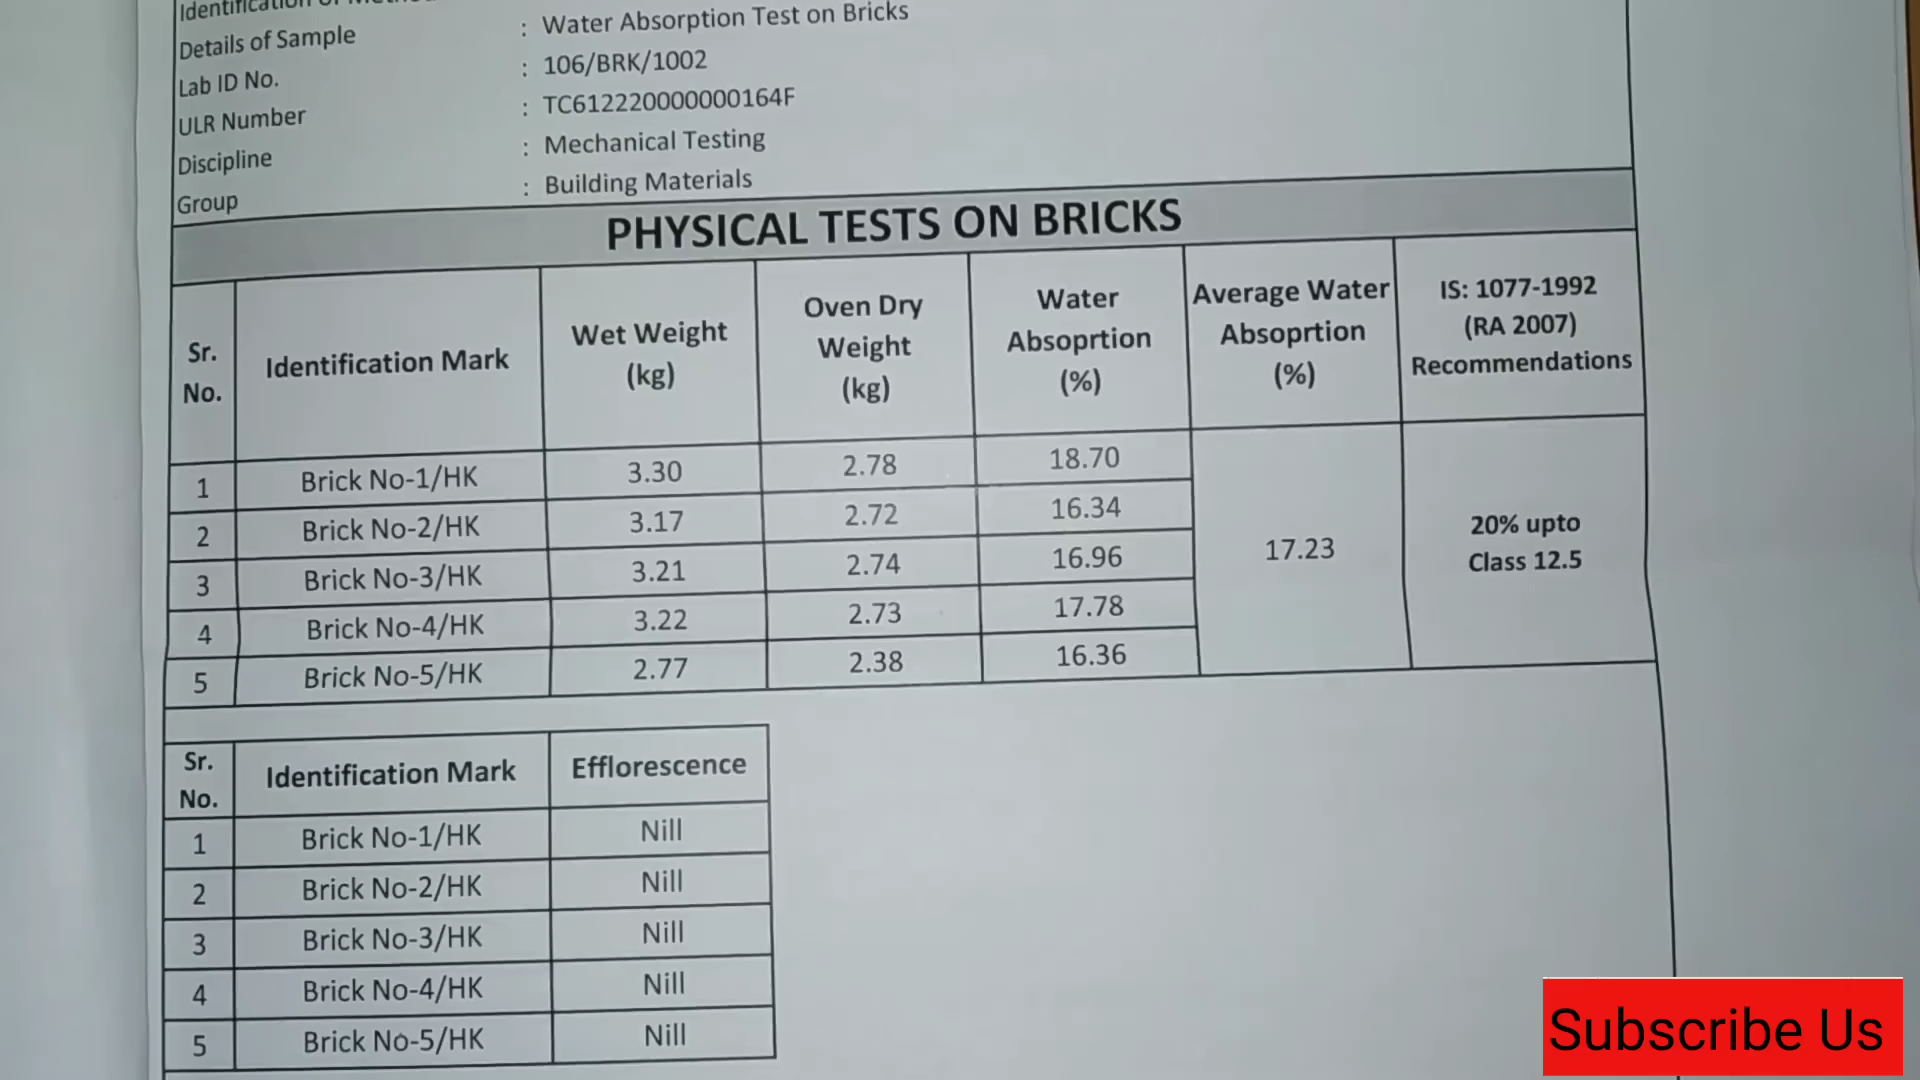 Details of Sample : Water Absorption Test on Bricks
Lab ID No. : 106/BRK/1002
ULR Number : TC612220000000164F
Discipline : Mechanical Testing
Group : Building Materials
PHYSICAL TESTS ON BRICKS
Sr. No. Identification Mark Wet Weight (kg) Oven Dry Weight (kg) Water Absoprtion (%) Average Water Absoprtion (%) IS: 1077-1992 (RA 2007) Recommendations
1 Brick No-1/HK 3.30 2.78 18.70
2 Brick No-2/HK 3.17 2.72 16.34
3 Brick No-3/HK 3.21 2.74 16.96
4 Brick No-4/HK 3.22 2.73 17.78
5 Brick No-5/HK 2.77 2.38 16.36
17.23
20% upto
Class 12.5
Sr. No. Identification Mark Efflorescence
1 Brick No-1/HK Nill
2 Brick No-2/HK Nill
3 Brick No-3/HK Nill
4 Brick No-4/HK Nill
5 Brick No-5/HK Nill
Subscribe Us